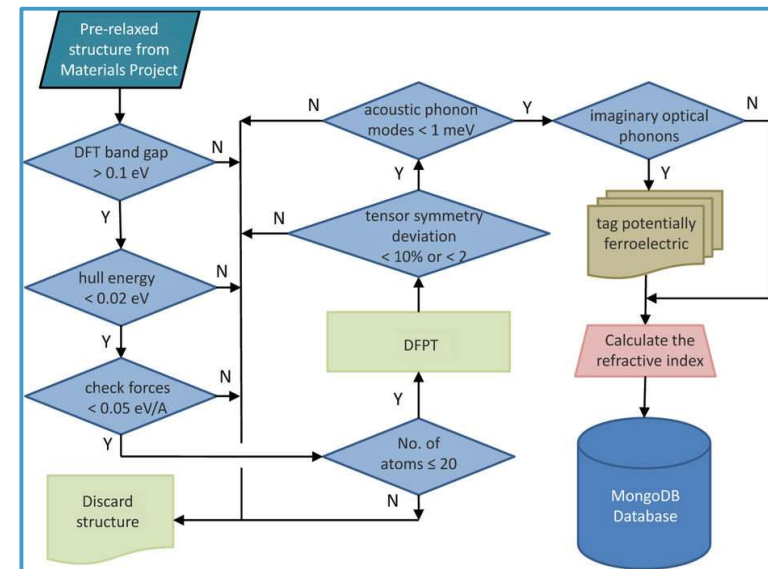 Pre-relaxed
structure from
Materials Project
DFT band gap
> 0.1 eV
N
Y
hull energy
< 0.02 eV
N
Y
check forces
< 0.05 eV/A
N
Y
No. of
atoms ≤ 20
N
Y
Discard
structure
DFPT
tensor symmetry
deviation
< 10% or < 2
N
Y
acoustic phonon
modes < 1 meV
N
Y
imaginary optical
phonons
N
Y
tag potentially
ferroelectric
Calculate the
refractive index
MongoDB
Database